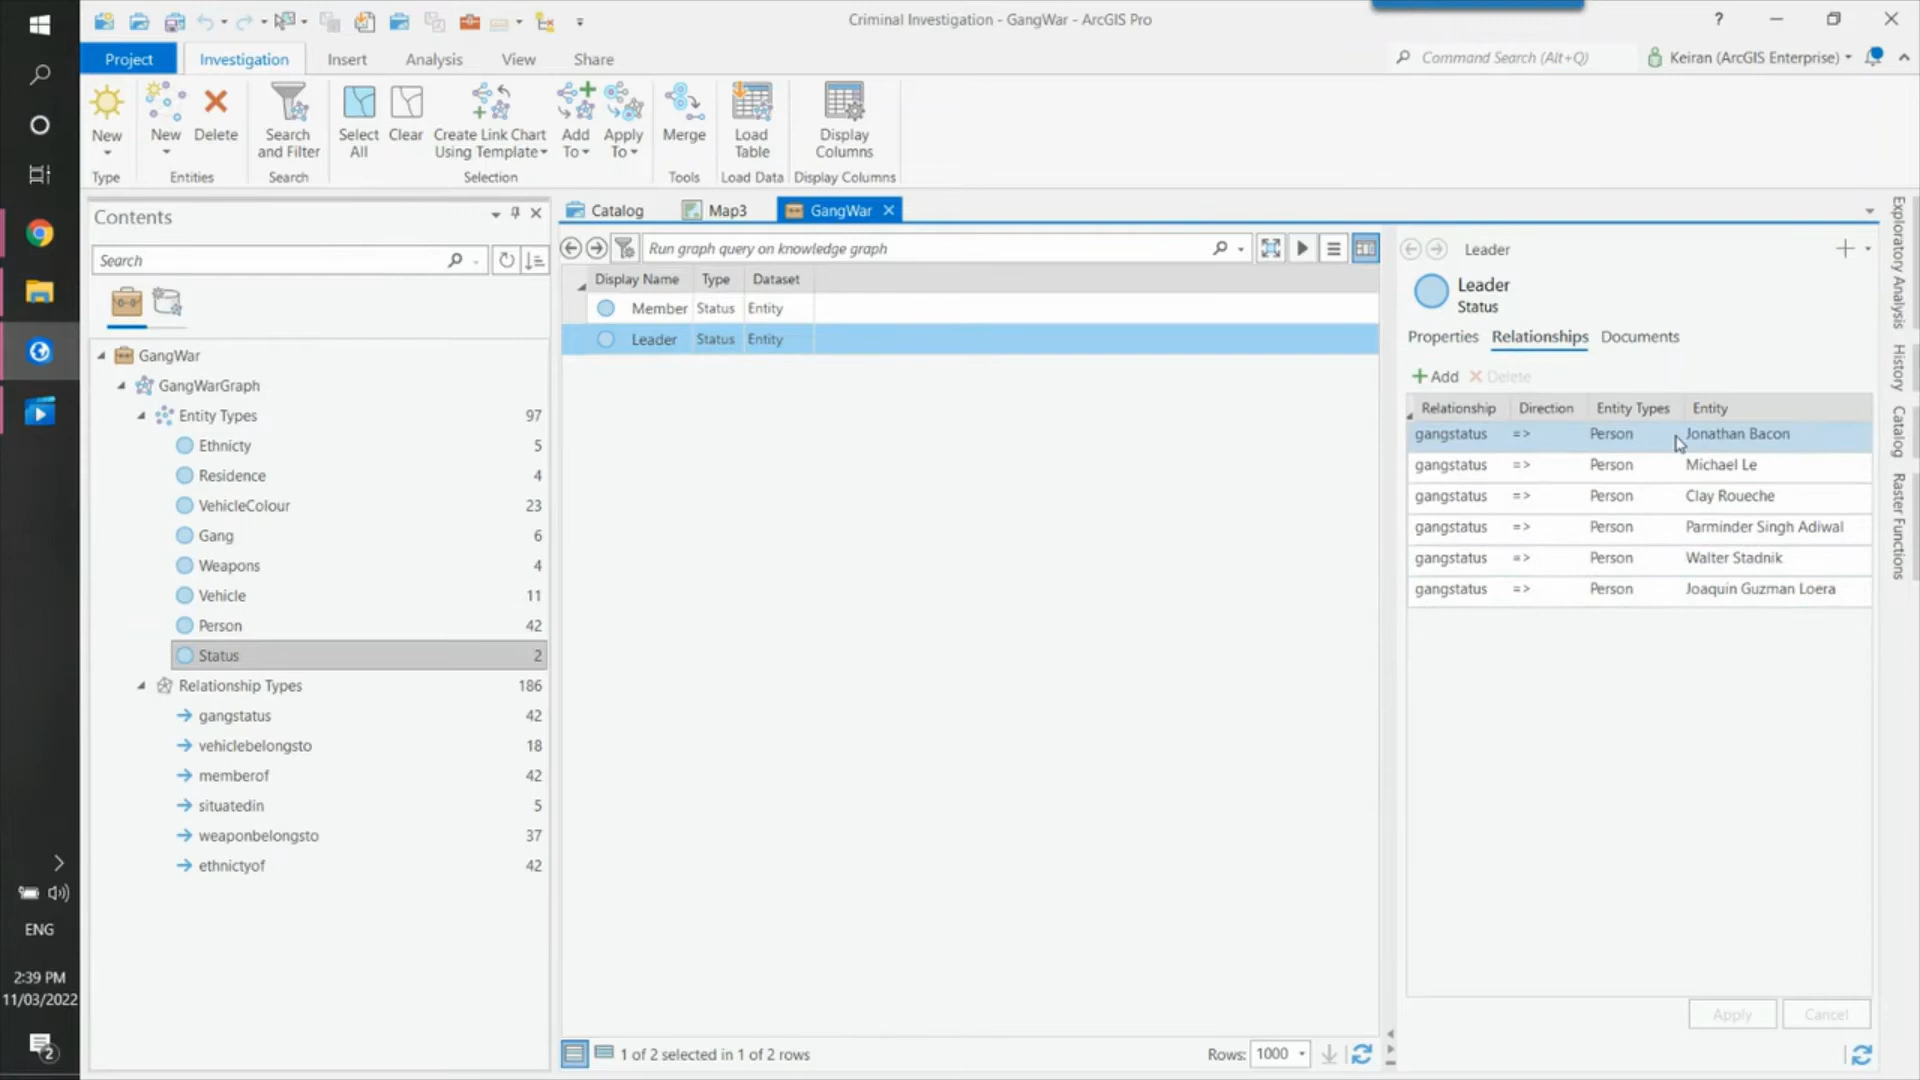 Criminal Investigation - GangWar - ArcGIS Pro
?
Project Investigation Insert Analysis View Share
Command Search (Alt+Q)
Keiran (ArcGIS Enterprise)
New
Type
New
Delete
Entities
Search
and Filter
Search
Select
All
Clear
Create Link Chart
Using Template
Add
To
Apply
To
Selection
Merge
Tools
Load
Table
Load Data
Display
Columns
Display Columns
Contents
Search
GangWar
GangWarGraph
Entity Types 97
Ethnicty 5
Residence 4
VehicleColour 23
Gang 6
Weapons 4
Vehicle 11
Person 42
Status 2
Relationship Types 186
gangstatus 42
vehiclebelongsto 18
memberof 42
situatedin 5
weaponbelongsto 37
ethnictyof 42
Catalog Map3 GangWar
Run graph query on knowledge graph
Display Name Type Dataset
Member Status Entity
Leader Status Entity
1 of 2 selected in 1 of 2 rows
Rows: 1000
Leader
Leader
Status
Properties Relationships Documents
Add Delete
Relationship Direction Entity Types Entity
gangstatus => Person Jonathan Bacon
gangstatus => Person Michael Le
gangstatus => Person Clay Roueche
gangstatus => Person Parminder Singh Adiwal
gangstatus => Person Walter Stadnik
gangstatus => Person Joaquin Guzman Loera
Apply Cancel
Exploratory Analysis
History
Catalog
Raster Functions
ENG
2:39 PM
11/03/2022
2